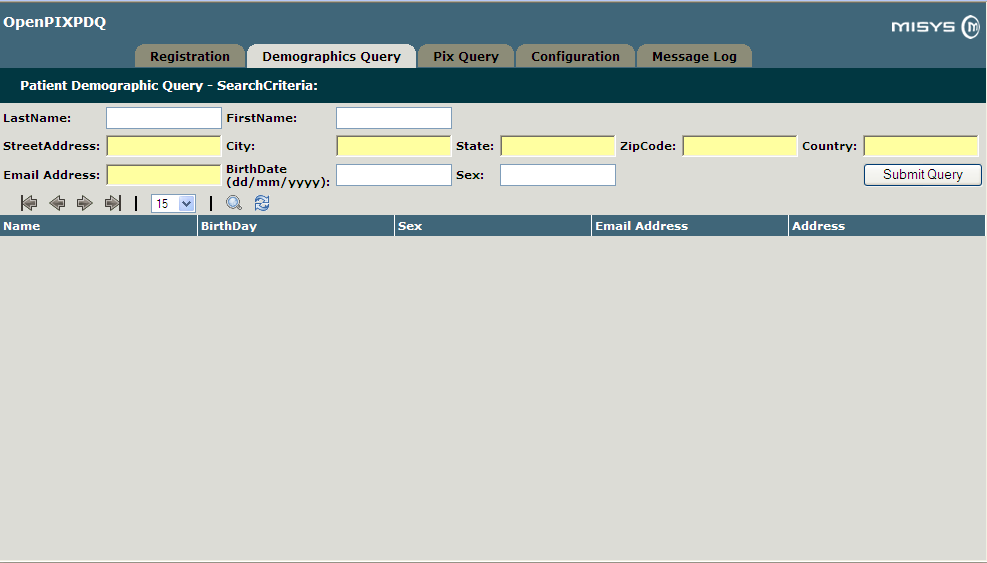 OpenPIXPDQ
MISYS
Registration Demographics Query Pix Query Configuration Message Log
Patient Demographic Query - SearchCriteria:
LastName: FirstName:
StreetAddress: City: State: ZipCode: Country:
Email Address: BirthDate
(dd/mm/yyyy): Sex: Submit Query
15
Name BirthDay Sex Email Address Address